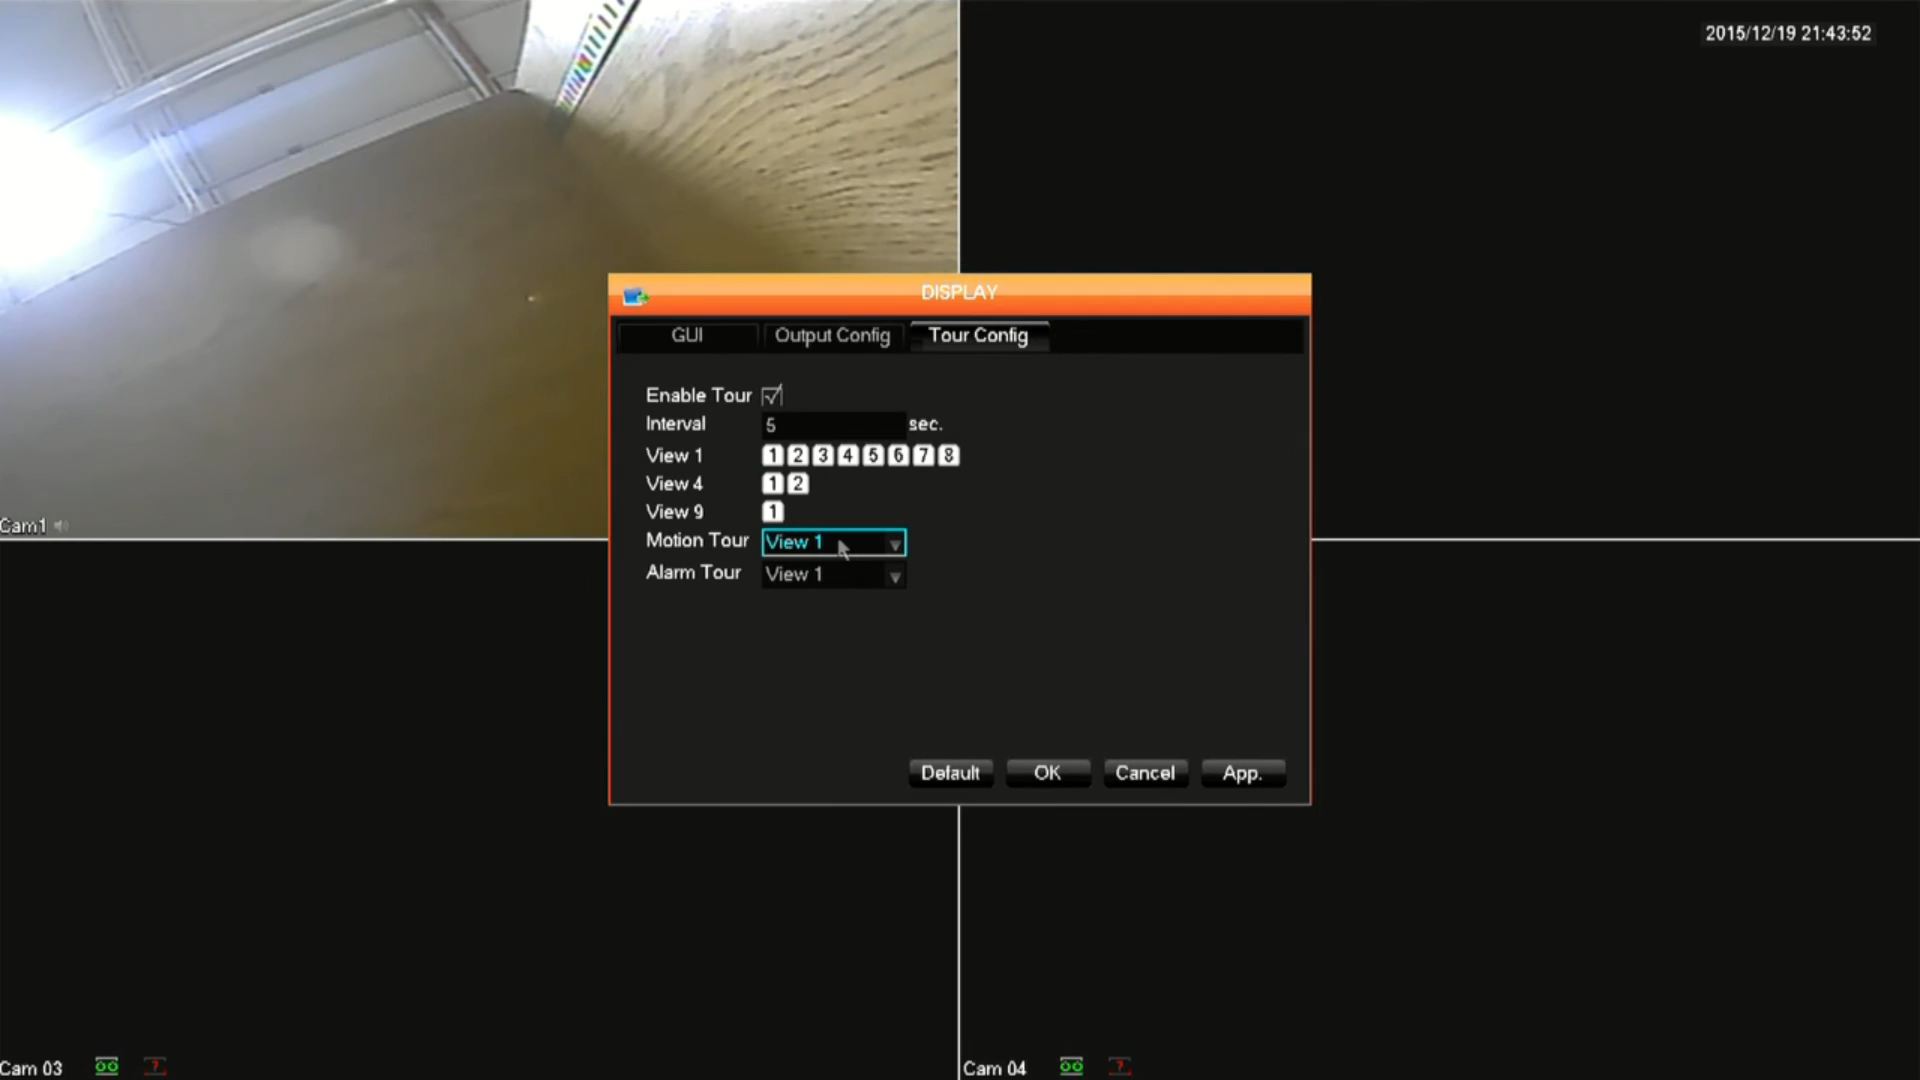 2015/12/19 21:43:52
DISPLAY
GUI Output Config Tour Config
Enable Tour
Interval 5 sec.
View 1 1 2 3 4 5 6 7 8
View 4 1 2
View 9 1
Motion Tour View 1
Alarm Tour View 1
Default OK Cancel App.
Cam1
Cam 03 ?
Cam 04 ?